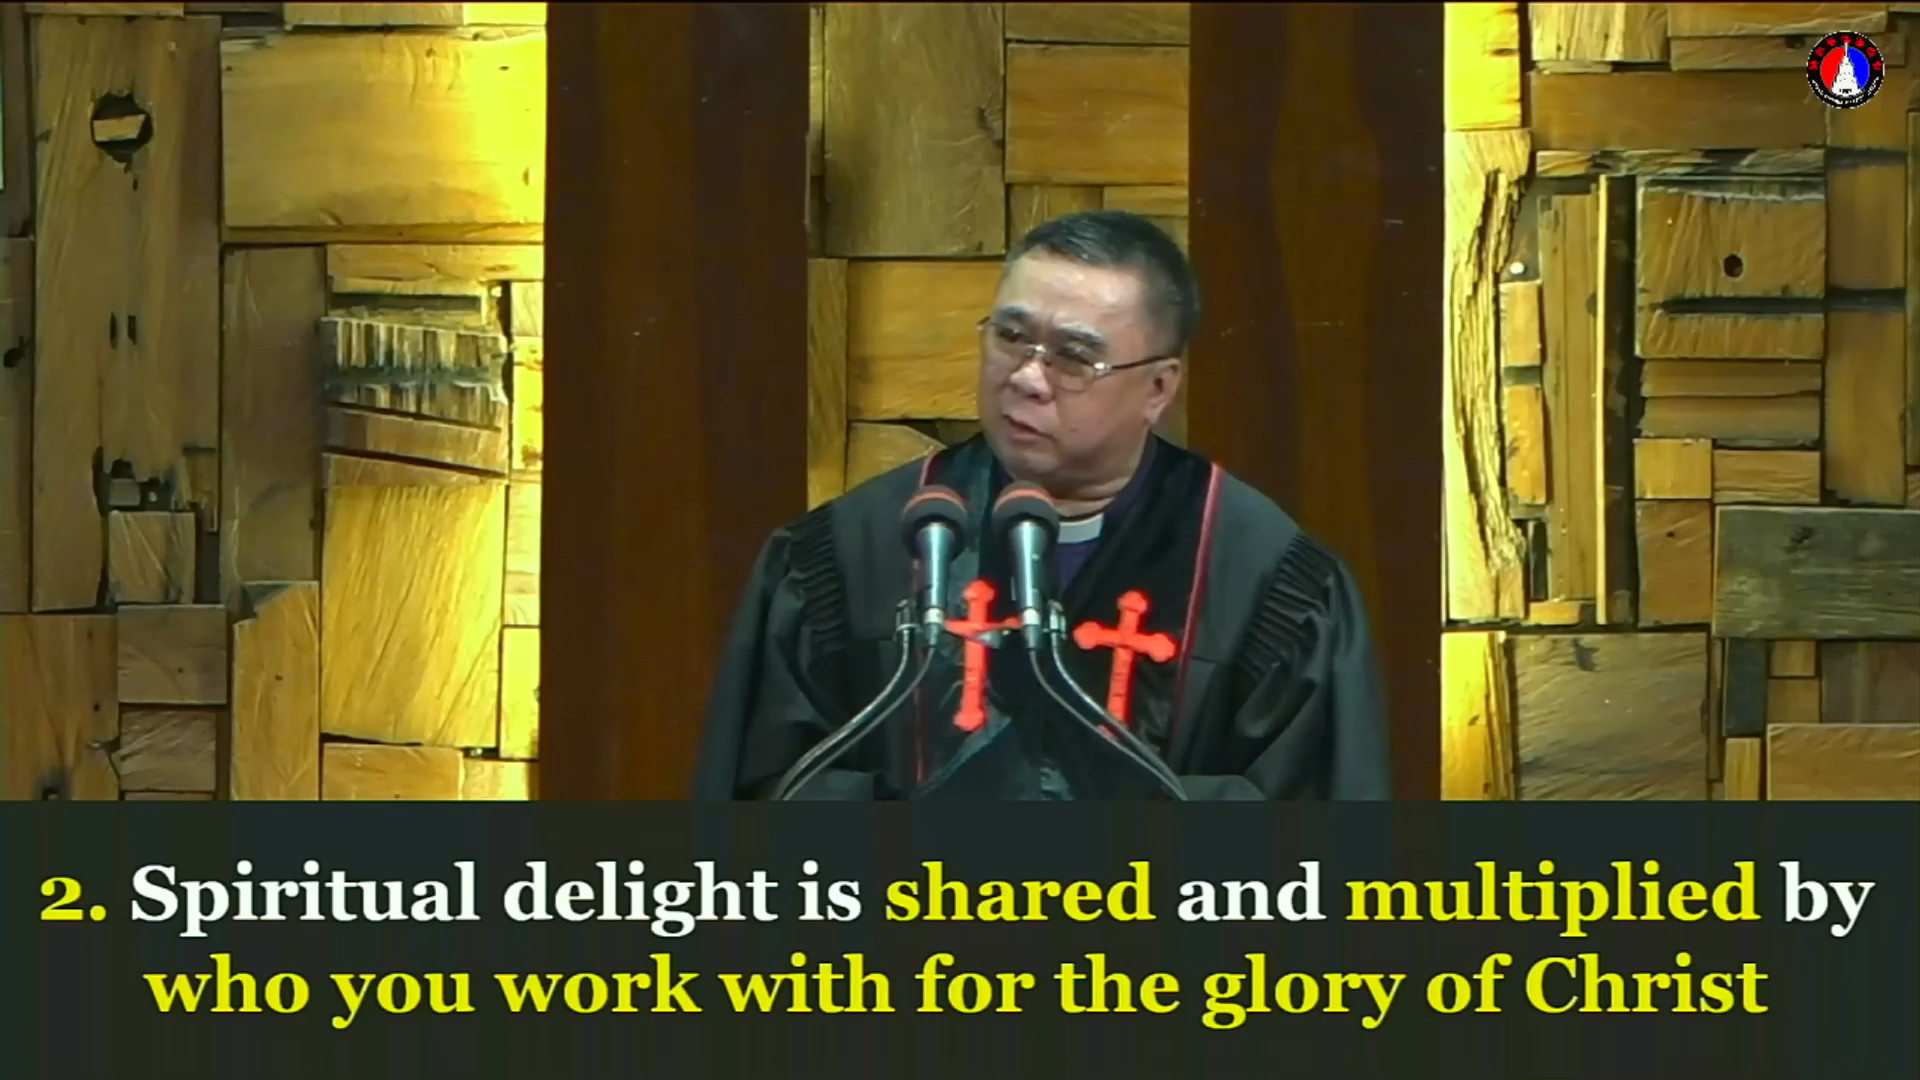 2. Spiritual delight is shared and multiplied by
who you work with for the glory of Christ